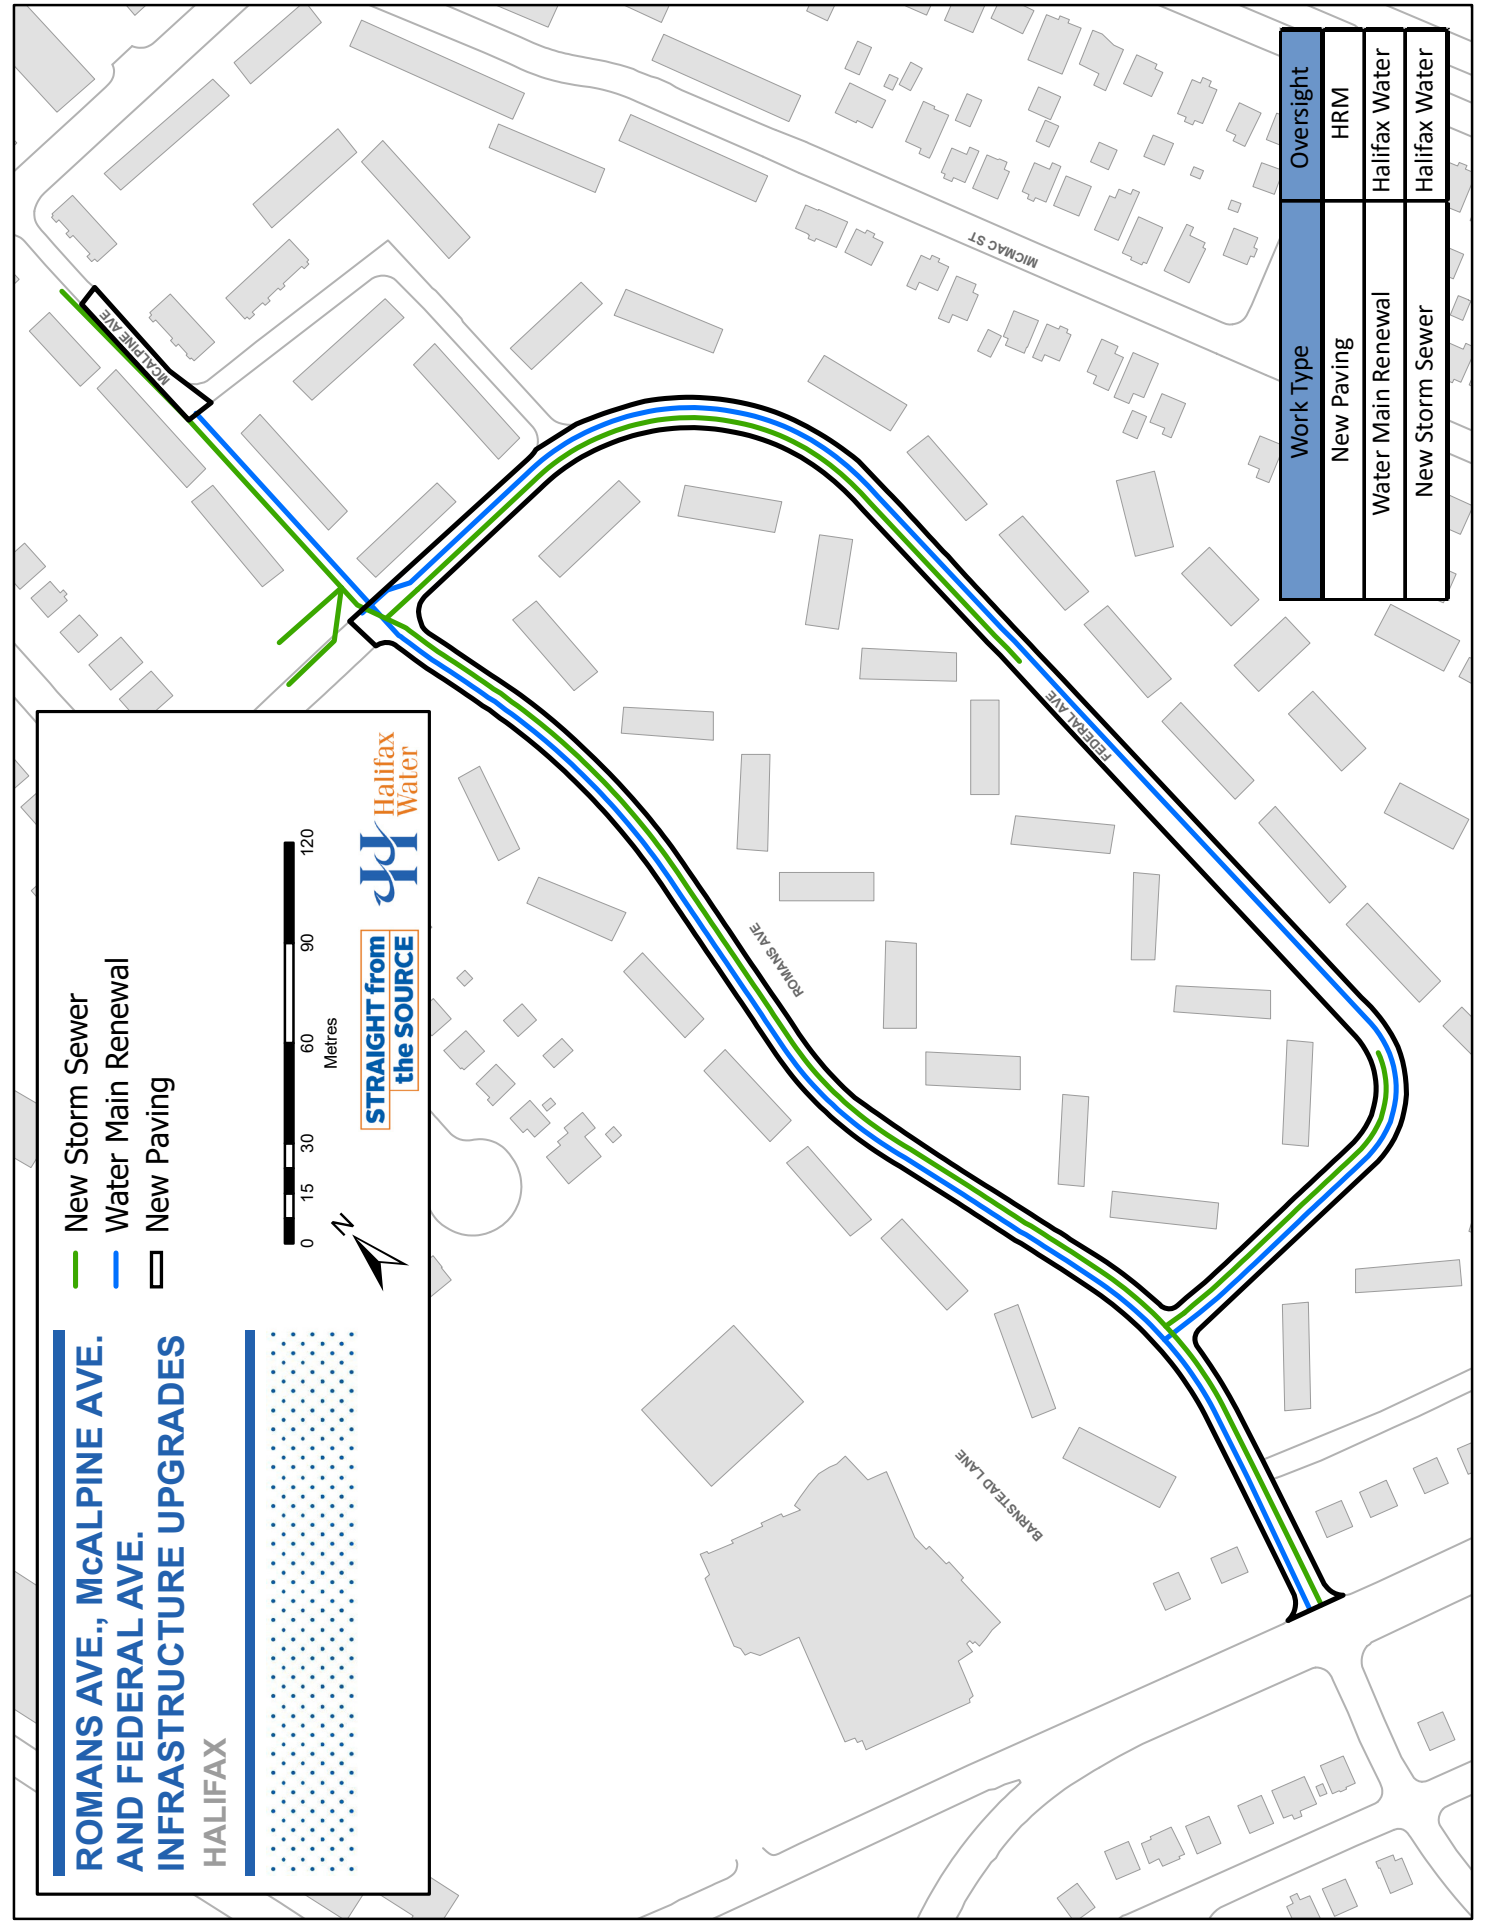 ROMANS AVE., McALPINE AVE.
AND FEDERAL AVE.
INFRASTRUCTURE UPGRADES
HALIFAX
New Storm Sewer
Water Main Renewal
New Paving
0 15 30 60 90 120
Metres
N
STRAIGHT from
the SOURCE
Halifax
Water
MCALPINE AVE
ROMANS AVE
FEDERAL AVE
BARNSTEAD LANE
MICMAC ST
Work Type Oversight
New Paving HRM
Water Main Renewal Halifax Water
New Storm Sewer Halifax Water